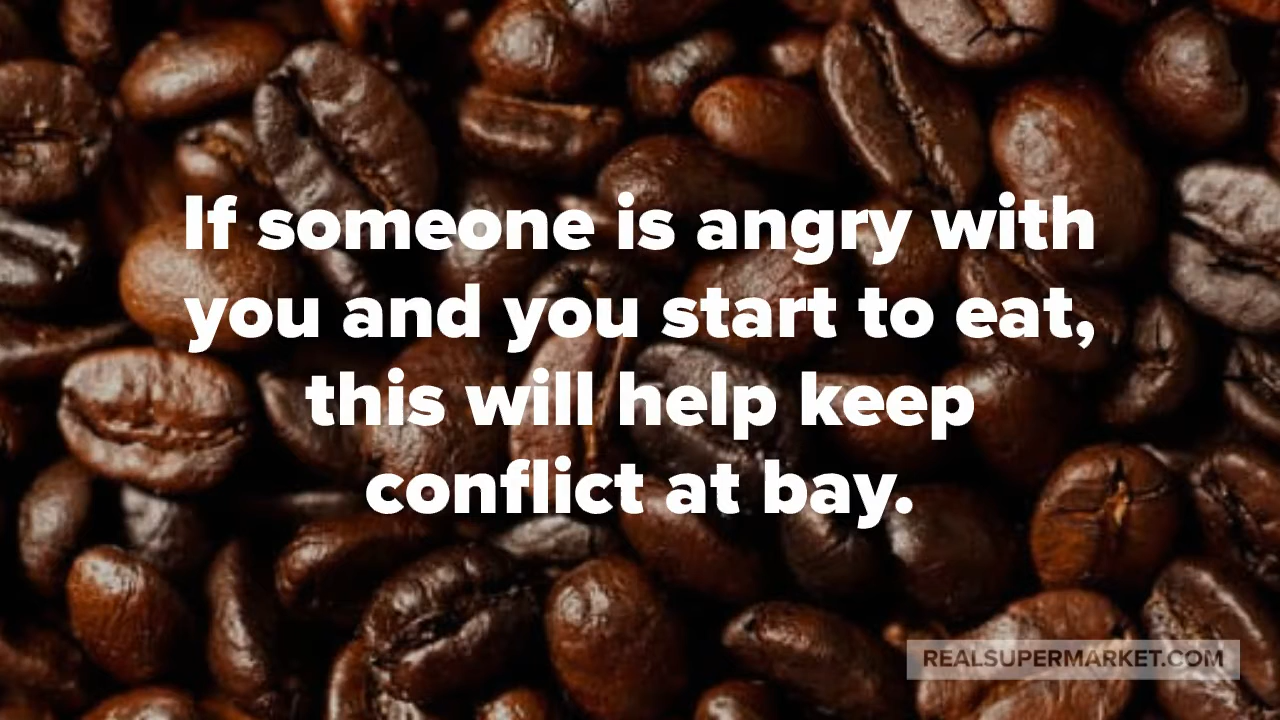 If someone is angry with
you and you start to eat,
this will help keep
conflict at bay.
REALSUPERMARKET.COM